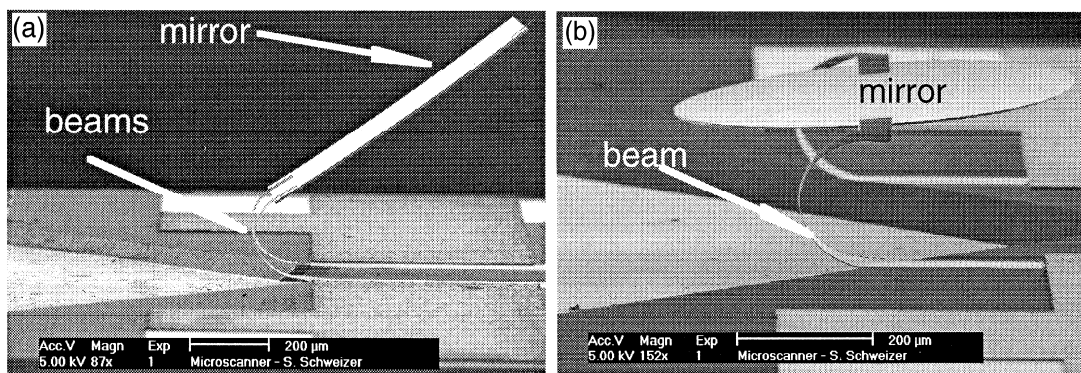 (a)
mirror
beams
Acc.V Magn Exp 200 µm
5.00 kV 87x 1 Microscanner - S. Schweizer
(b)
mirror
beam
Acc.V Magn Exp 200 µm
5.00 kV 152x 1 Microscanner - S. Schweizer